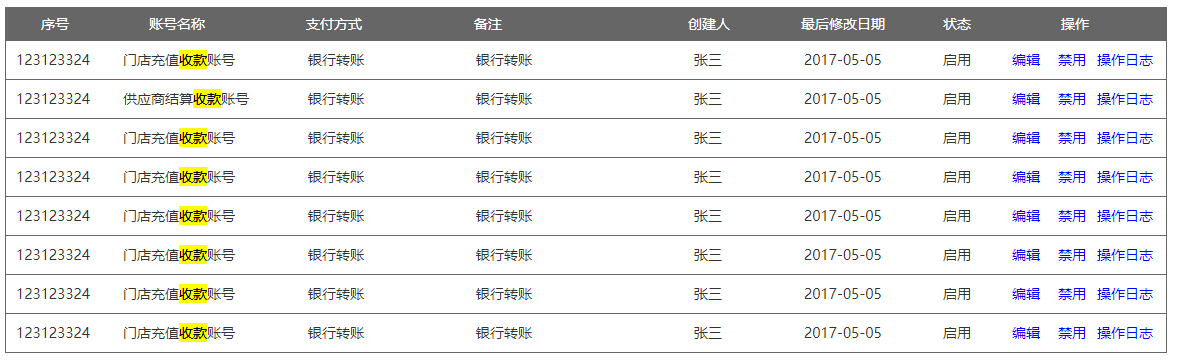 序号 账号名称 支付方式 备注 创建人 最后修改日期 状态 操作
123123324 门店充值收款账号 银行转账 银行转账 张三 2017-05-05 启用 编辑 禁用 操作日志
123123324 供应商结算收款账号 银行转账 银行转账 张三 2017-05-05 启用 编辑 禁用 操作日志
123123324 门店充值收款账号 银行转账 银行转账 张三 2017-05-05 启用 编辑 禁用 操作日志
123123324 门店充值收款账号 银行转账 银行转账 张三 2017-05-05 启用 编辑 禁用 操作日志
123123324 门店充值收款账号 银行转账 银行转账 张三 2017-05-05 启用 编辑 禁用 操作日志
123123324 门店充值收款账号 银行转账 银行转账 张三 2017-05-05 启用 编辑 禁用 操作日志
123123324 门店充值收款账号 银行转账 银行转账 张三 2017-05-05 启用 编辑 禁用 操作日志
123123324 门店充值收款账号 银行转账 银行转账 张三 2017-05-05 启用 编辑 禁用 操作日志